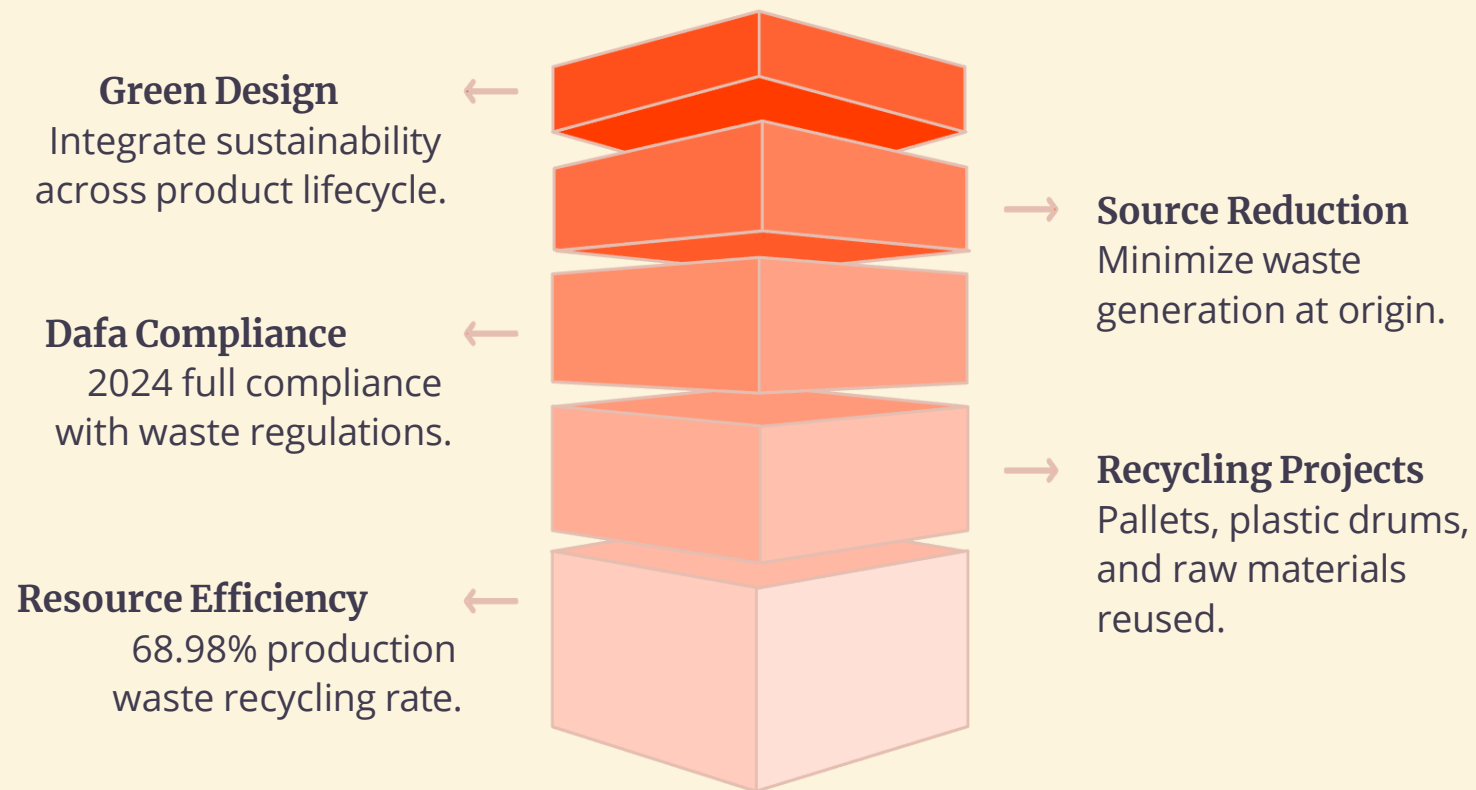 Green Design
Integrate sustainability
across product lifecycle.
Source Reduction
Minimize waste
generation at origin.
Dafa Compliance
2024 full compliance
with waste regulations.
Recycling Projects
Pallets, plastic drums,
and raw materials
reused.
Resource Efficiency
68.98% production
waste recycling rate.